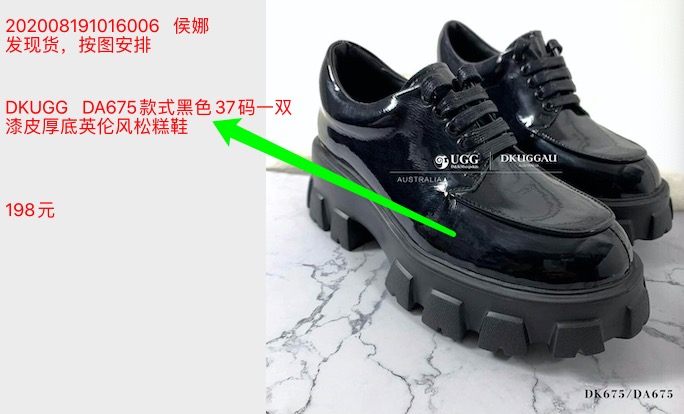 202008191016006 侯娜
发现货，按图安排
DKUGG DA675款式黑色37码一双
漆皮厚底英伦风松糕鞋
198元
UGG
DKUGGAU
AUSTRALIA
DK675/DA675